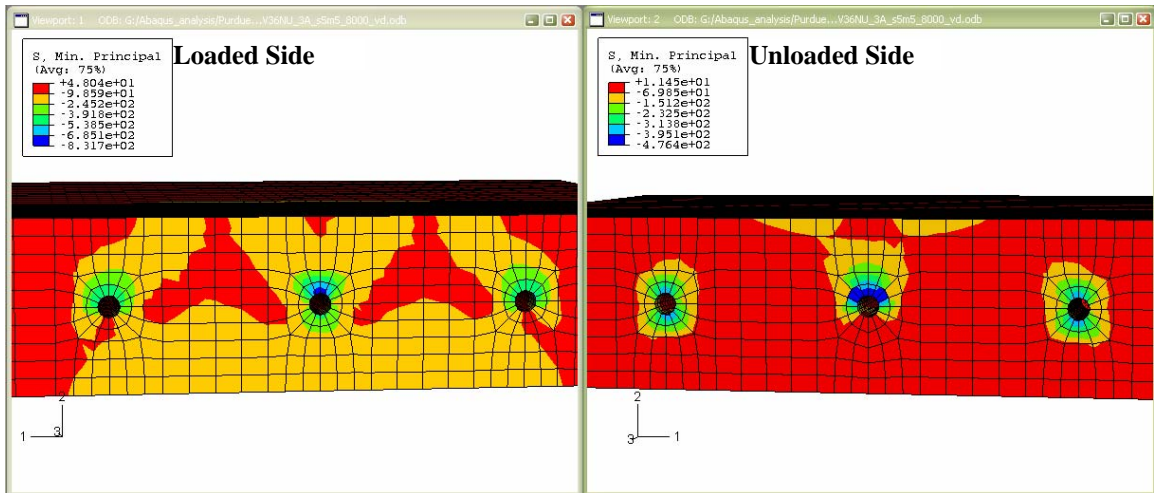 Viewport: 1 ODB: G:/Abaqus_analysis/Purdue...V36NU_3A_s5m5_8000_vd.odb
Loaded Side
S, Min. Principal
(Avg: 75%)
+4.804e+01
-9.859e+01
-2.452e+02
-3.918e+02
-5.385e+02
-6.851e+02
-8.317e+02
2
1
3
Viewport: 2 ODB: G:/Abaqus_analysis/Purdue...V36NU_3A_s5m5_8000_vd.odb
Unloaded Side
S, Min. Principal
(Avg: 75%)
+1.145e+01
-6.985e+01
-1.512e+02
-2.325e+02
-3.138e+02
-3.951e+02
-4.764e+02
2
3
1